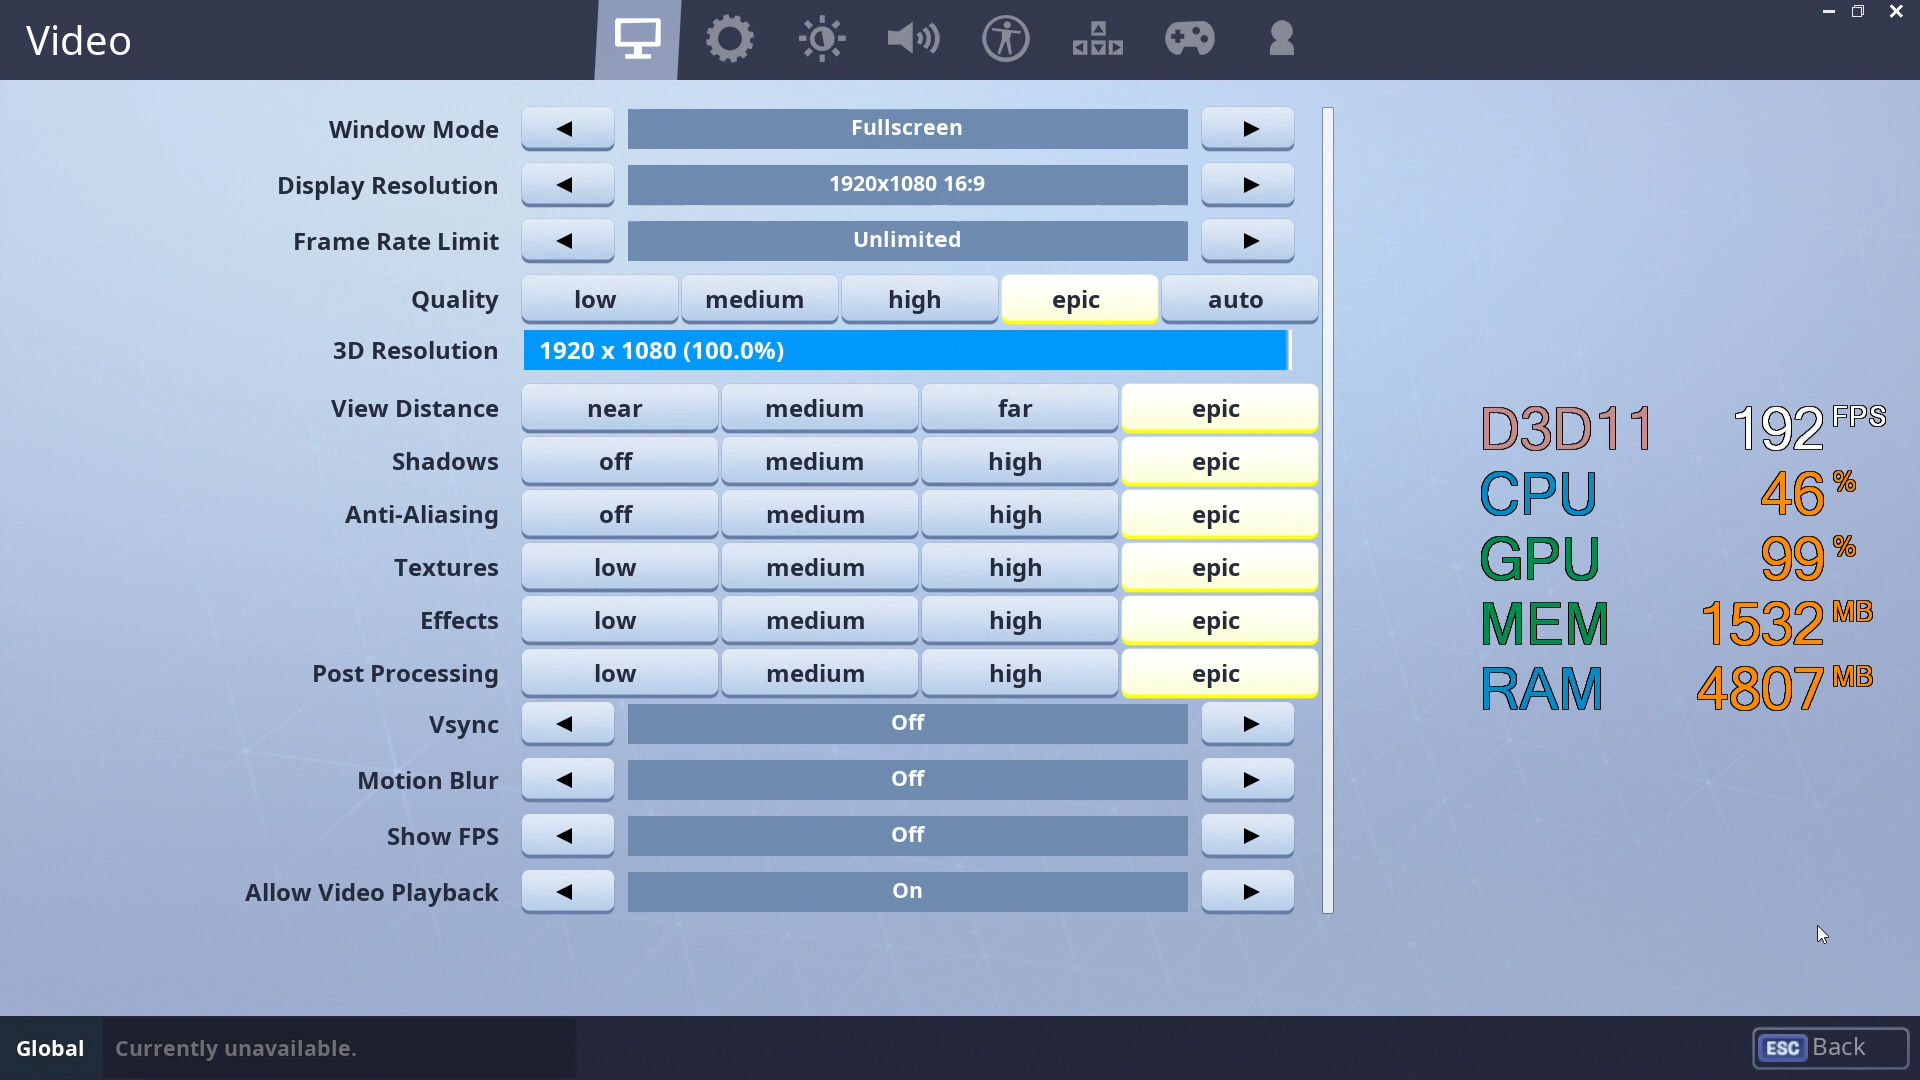 Video
Window Mode Fullscreen
Display Resolution 1920x1080 16:9
Frame Rate Limit Unlimited
Quality low medium high epic auto
3D Resolution 1920 x 1080 (100.0%)
View Distance near medium far epic
Shadows off medium high epic
Anti-Aliasing off medium high epic
Textures low medium high epic
Effects low medium high epic
Post Processing low medium high epic
Vsync Off
Motion Blur Off
Show FPS Off
Allow Video Playback On
D3D11 192 FPS
CPU 46 %
GPU 99 %
MEM 1532 MB
RAM 4807 MB
Global Currently unavailable.
ESC Back